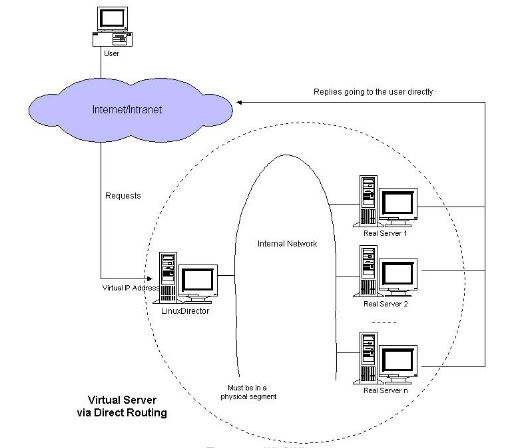 User
Internet/Intranet
Replies going to the user directly
Requests
Internal Network
Real Server 1
Virtual IP Address
LinuxDirector
Real Server 2
Must be in a
physical segment
Real Server n
Virtual Server
via Direct Routing